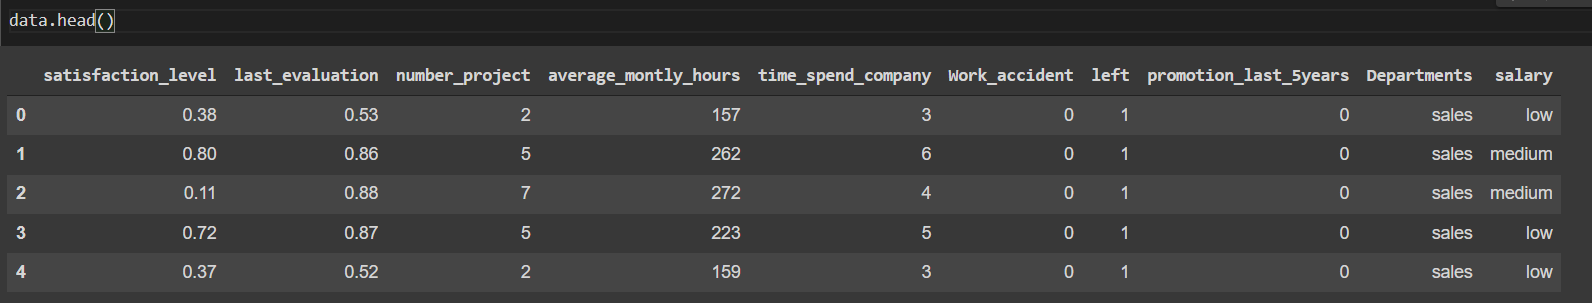 data.head()
satisfaction_level last_evaluation number_project average_montly_hours time_spend_company Work_accident left promotion_last_5years Departments salary
0 0.38 0.53 2 157 3 0 1 0 sales low
1 0.80 0.86 5 262 6 0 1 0 sales medium
2 0.11 0.88 7 272 4 0 1 0 sales medium
3 0.72 0.87 5 223 5 0 1 0 sales low
4 0.37 0.52 2 159 3 0 1 0 sales low